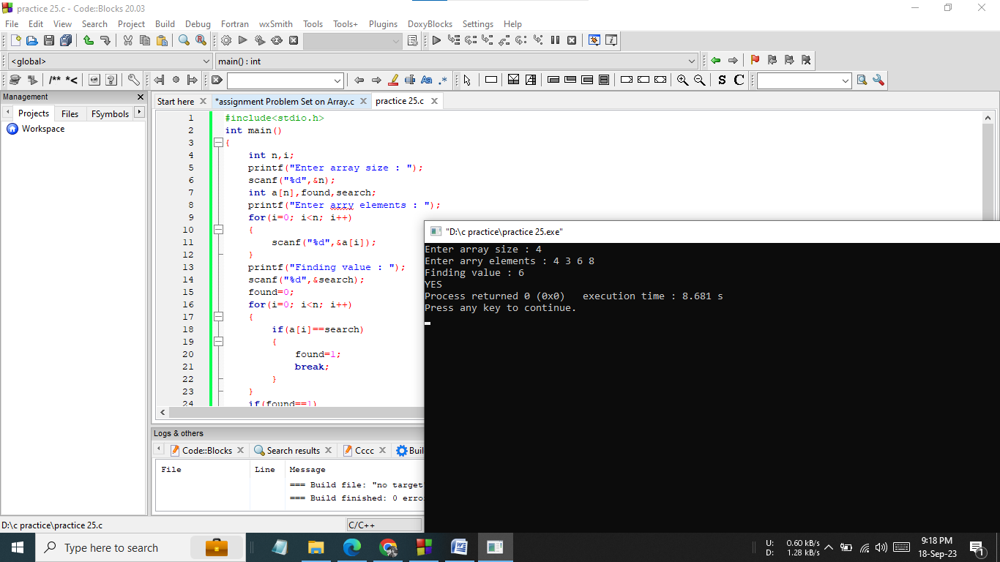 practice 25.c - Code::Blocks 20.03
File Edit View Search Project Build Debug Fortran wxSmith Tools Tools+ Plugins DoxyBlocks Settings Help
<global> main() : int
/** *< Aa .* S C
Management
Projects Files FSymbols
Workspace
Start here *assignment Problem Set on Array.c practice 25.c
1 #include<stdio.h>
2 int main()
3 {
4 int n,i;
5 printf("Enter array size : ");
6 scanf("%d",&n);
7 int a[n],found,search;
8 printf("Enter arry elements : ");
9 for(i=0; i<n; i++)
10 {
11 scanf("%d",&a[i]);
12 }
13 printf("Finding value : ");
14 scanf("%d",&search);
15 found=0;
16 for(i=0; i<n; i++)
17 {
18 if(a[i]==search)
19 {
20 found=1;
21 break;
22 }
23 }
24 if(found==1)
"D:\c practice\practice 25.exe"
Enter array size : 4
Enter arry elements : 4 3 6 8
Finding value : 6
YES
Process returned 0 (0x0)   execution time : 8.681 s
Press any key to continue.
Logs & others
Code::Blocks Search results Cccc Buil
File Line Message
=== Build file: "no target
=== Build finished: 0 erro
D:\c practice\practice 25.c C/C++
Type here to search
U: 0.60 kB/s
D: 1.28 kB/s
9:18 PM
18-Sep-23
1